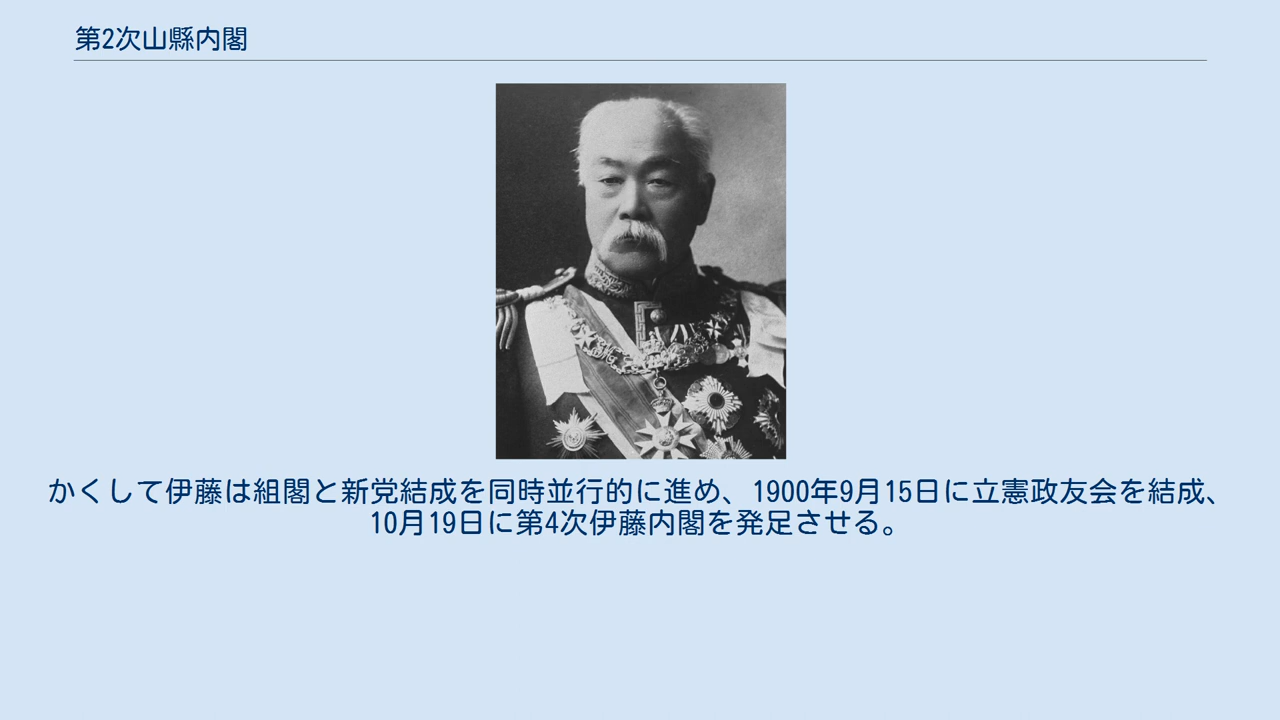 第2次山縣内閣
かくして伊藤は組閣と新党結成を同時並行的に進め、1900年9月15日に立憲政友会を結成、
10月19日に第4次伊藤内閣を発足させる。